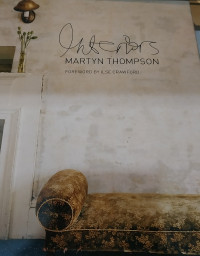 Interiors
MARTYN THOMPSON
FOREWORD BY ILSE CRAWFORD